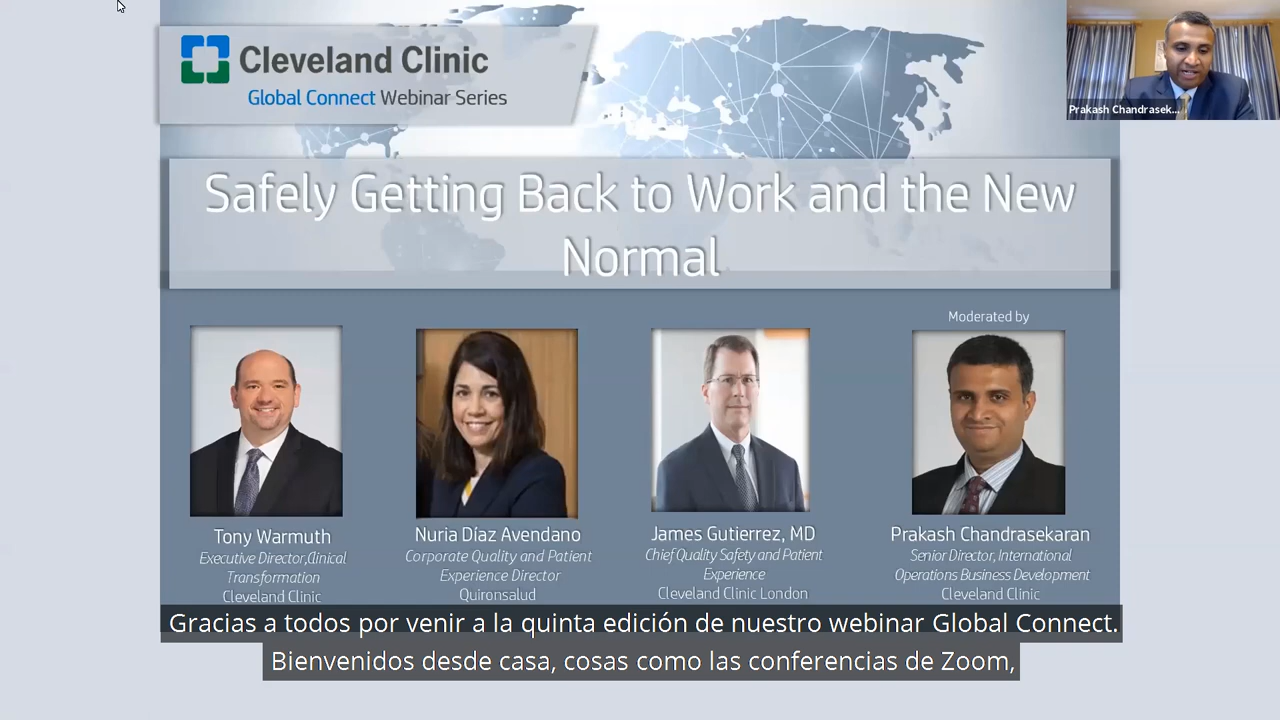 Cleveland Clinic
Global Connect Webinar Series
Prakash Chandrasek...
Safely Getting Back to Work and the New
Normal
Moderated by
Tony Warmuth
Executive Director,Clinical
Transformation
Cleveland Clinic
Nuria Díaz Avendano
Corporate Quality and Patient
Experience Director
Quironsalud
James Gutierrez, MD
Chief Quality Safety and Patient
Experience
Cleveland Clinic London
Prakash Chandrasekaran
Senior Director, International
Operations Business Development
Cleveland Clinic
Gracias a todos por venir a la quinta edición de nuestro webinar Global Connect.
Bienvenidos desde casa, cosas como las conferencias de Zoom,